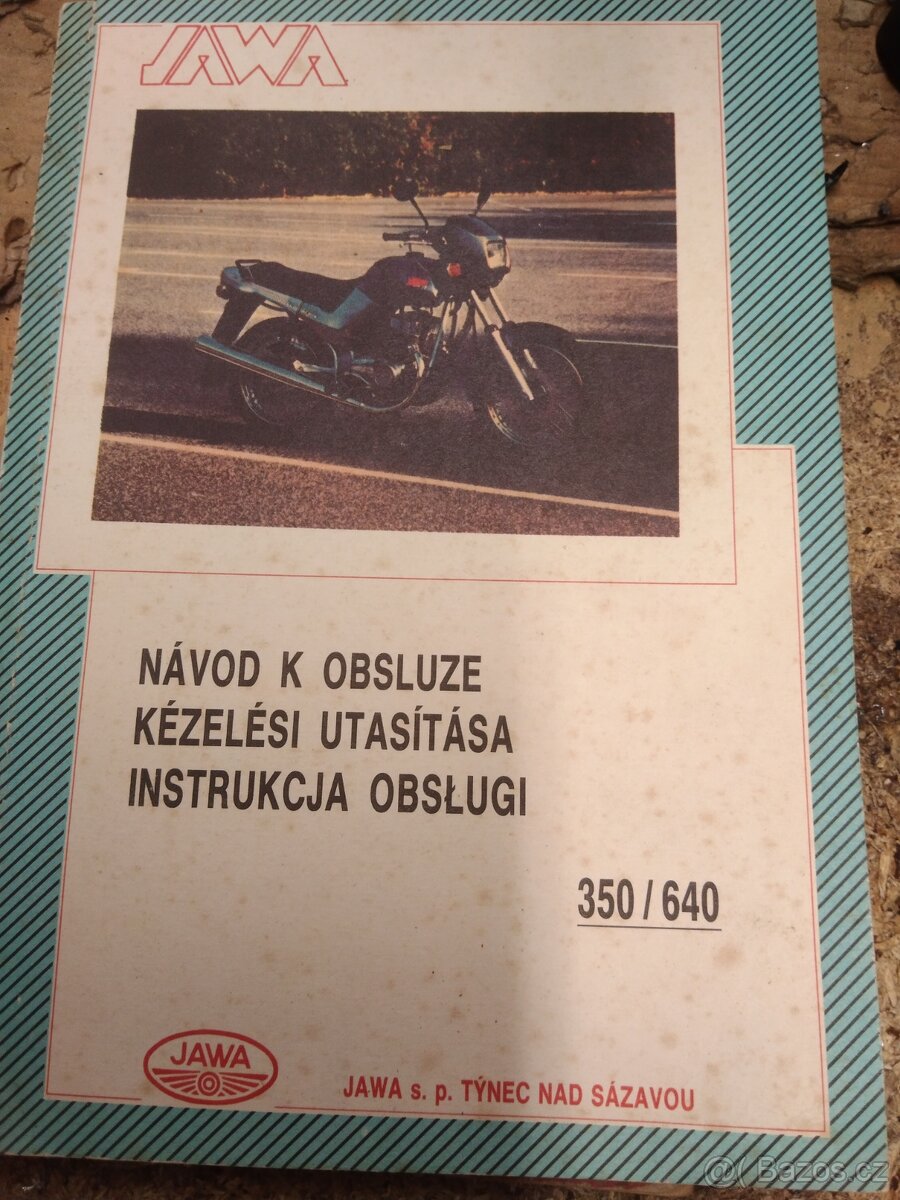 JAWA
NÁVOD K OBSLUZE
KÉZELÉSI UTASÍTÁSA
INSTRUKCJA OBSŁUGI
350 / 640
JAWA
JAWA s. p. TÝNEC NAD SÁZAVOU
@( Bazos.cz